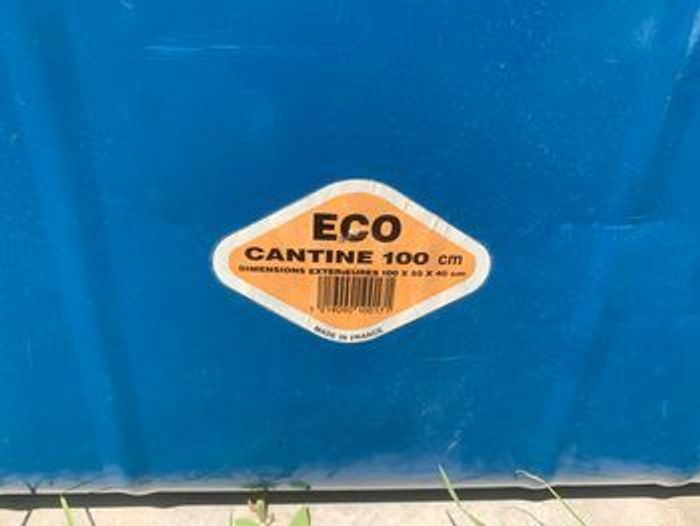 ECO
CANTINE 100 cm
DIMENSIONS EXTERIEURES 100 X 53 X 40 cm
MADE IN FRANCE